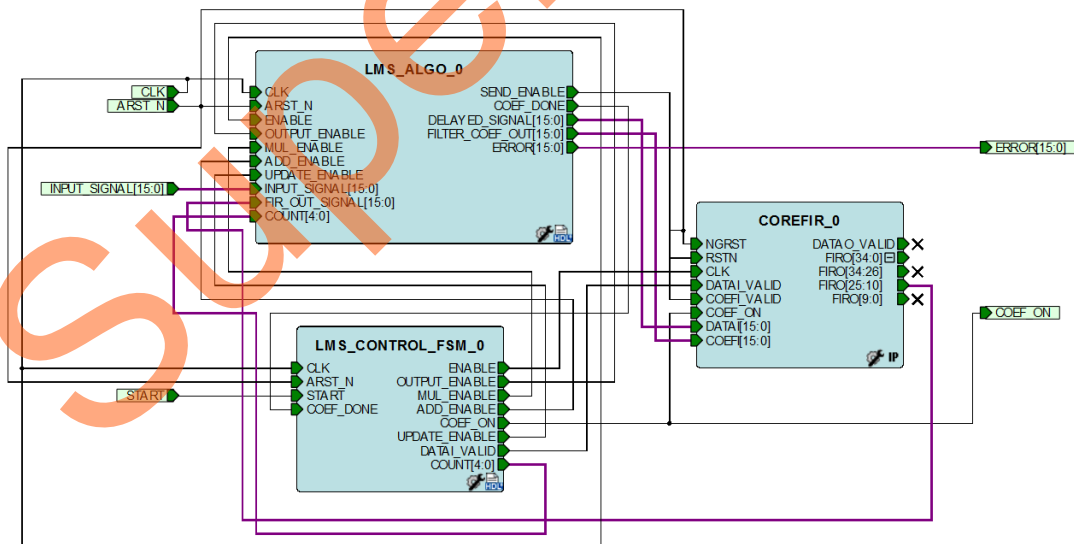 LMS_ALGO_0
CLK
ARST_N
INPUT_SIGNAL[15:0]
CLK
ARST_N
ENABLE
OUTPUT_ENABLE
MUL_ENABLE
ADD_ENABLE
UPDATE_ENABLE
INPUT_SIGNAL[15:0]
FIR_OUT_SIGNAL[15:0]
COUNT[4:0]
SEND_ENABLE
COEF_DONE
DELAYED_SIGNAL[15:0]
FILTER_COEF_OUT[15:0]
ERROR[15:0]
HDL
ERROR[15:0]
COREFIR_0
NGRST
RSTN
CLK
DATAI_VALID
COEFI_VALID
COEF_ON
DATAI[15:0]
COEFI[15:0]
DATAO_VALID
FIRO[34:0]
FIRO[34:26]
FIRO[25:10]
FIRO[9:0]
IP
COEF_ON
LMS_CONTROL_FSM_0
START
CLK
ARST_N
START
COEF_DONE
ENABLE
OUTPUT_ENABLE
MUL_ENABLE
ADD_ENABLE
COEF_ON
UPDATE_ENABLE
DATAI_VALID
COUNT[4:0]
HDL
Supe